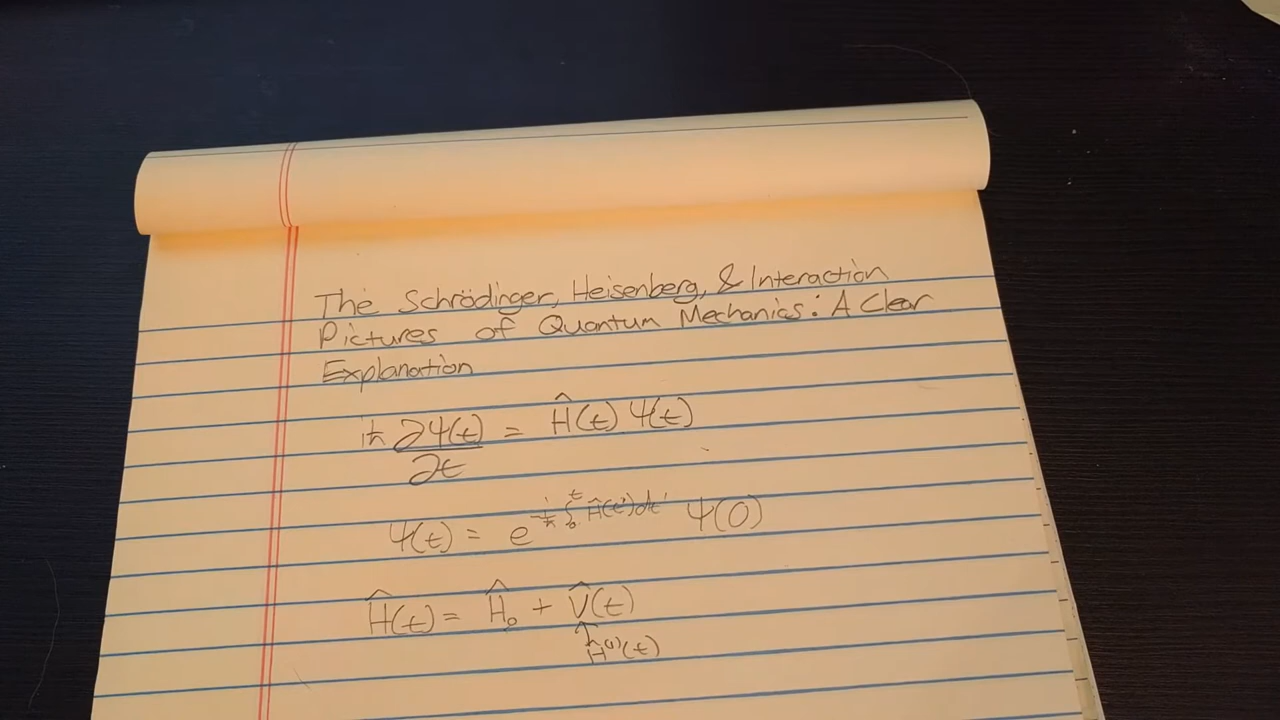 The Schrödinger, Heisenberg, & Interaction
Pictures of Quantum Mechanics: A Clear
Explanation
iħ ∂Ψ(t)/∂t = Ĥ(t) Ψ(t)
Ψ(t) = e^{-i/ħ ∫₀ᵗ Ĥ(t')dt'} Ψ(0)
Ĥ(t) = Ĥ₀ + V̂(t)
↑
Ĥ⁽¹⁾(t)